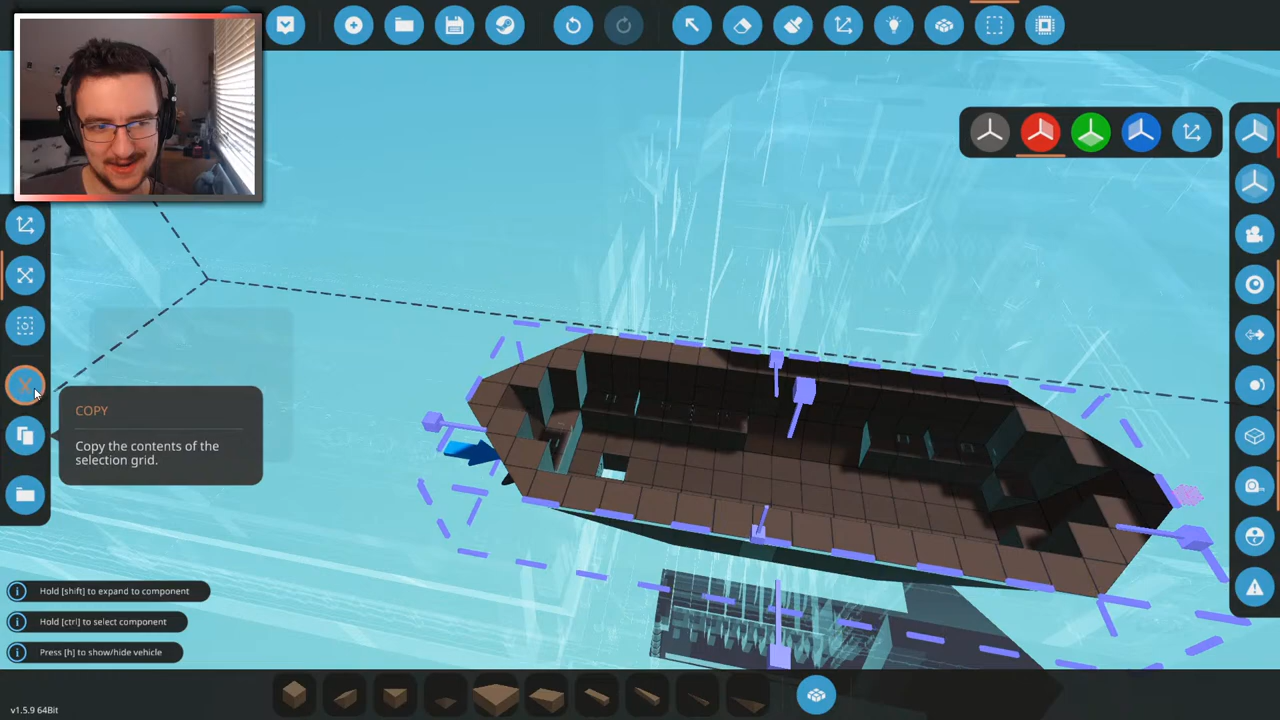 COPY
Copy the contents of the
selection grid.
Hold [shift] to expand to component
Hold [ctrl] to select component
Press [h] to show/hide vehicle
v1.5.9 64Bit